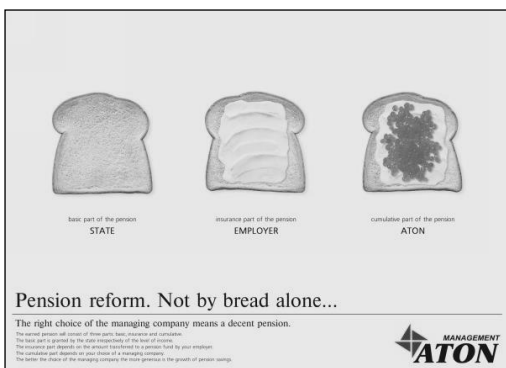 basic part of the pension
STATE
insurance part of the pension
EMPLOYER
cumulative part of the pension
ATON
Pension reform. Not by bread alone...
The right choice of the managing company means a decent pension.
The earned pension will consist of three parts: basic, insurance and cumulative.
The basic part is granted by the state irrespectively of the level of income.
The insurance part depends on the amount transferred to a pension fund by your employer.
The cumulative part depends on your choice of a managing company.
The better the choice of the managing company the more generous is the growth of pension savings.
MANAGEMENT
ATON